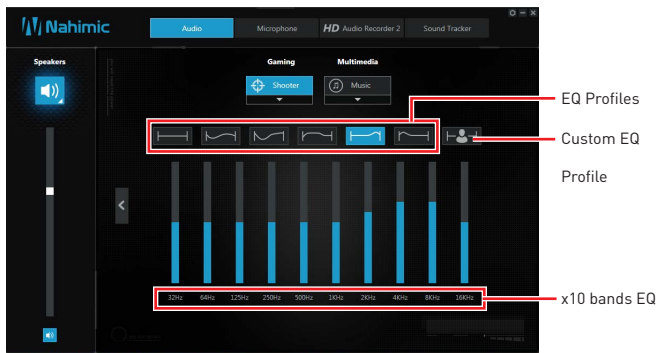 Nahimic
Audio
Microphone
HD Audio Recorder 2
Sound Tracker
Speakers
Gaming
Multimedia
Shooter
Music
EQ Profiles
Custom EQ
Profile
32Hz 64Hz 125Hz 250Hz 500Hz 1KHz 2KHz 4KHz 8KHz 16KHz
x10 bands EQ